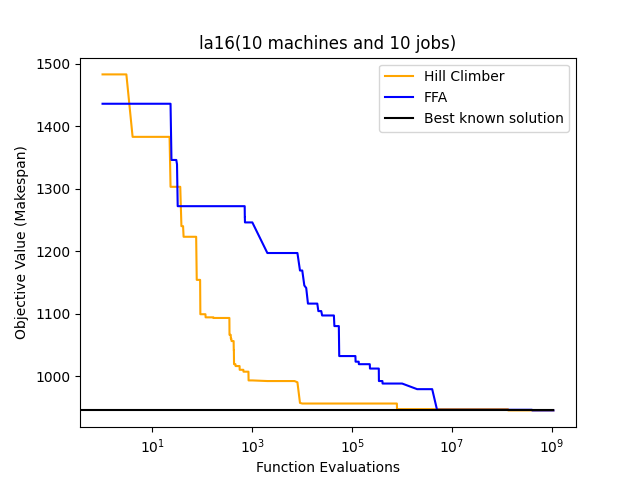 la16(10 machines and 10 jobs)
Objective Value (Makespan)
1500
1400
1300
1200
1100
1000
Hill Climber
FFA
Best known solution
10¹ 10³ 10⁵ 10⁷ 10⁹
Function Evaluations